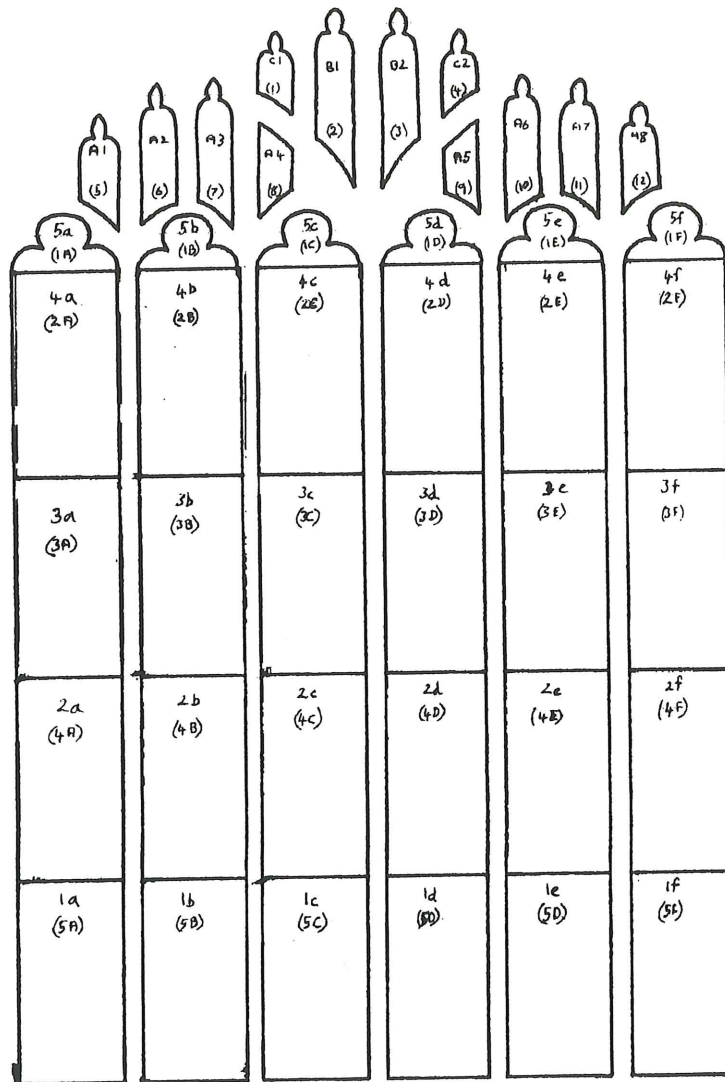 C1 B1 B2 C2
(1) (2) (3) (4)
A1 A2 A3 A4 A5 A6 A7 A8
(5) (6) (7) (8) (9) (10) (11) (12)
5a 5b 5c 5d 5e 5f
(1A) (1B) (1C) (1D) (1E) (1F)
4a 4b 4c 4d 4e 4f
(2A) (2B) (2C) (2D) (2E) (2F)
3a 3b 3c 3d 3e 3f
(3A) (3B) (3C) (3D) (3E) (3F)
2a 2b 2c 2d 2e 2f
(4A) (4B) (4C) (4D) (4E) (4F)
1a 1b 1c 1d 1e 1f
(5A) (5B) (5C) (5D)